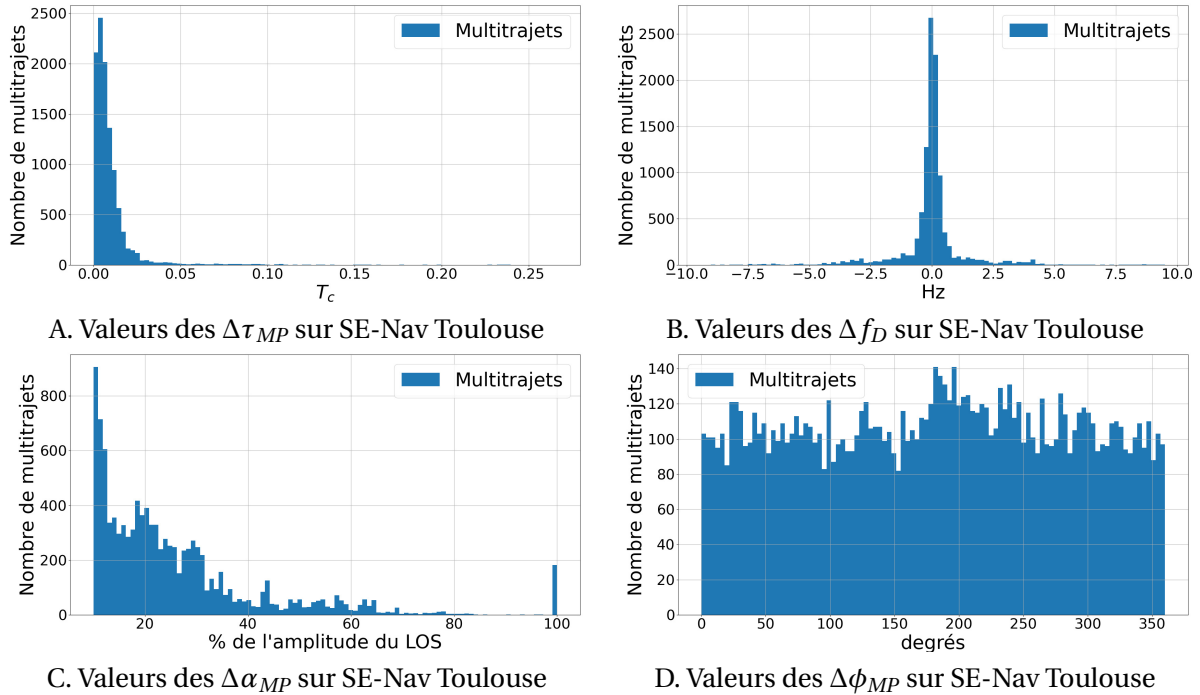 2500
2000
1500
1000
500
0
Nombre de multitrajets
Multitrajets
0.00 0.05 0.10 0.15 0.20 0.25
T_c
A. Valeurs des Δτ_MP sur SE-Nav Toulouse
2500
2000
1500
1000
500
0
Nombre de multitrajets
Multitrajets
−10.0 −7.5 −5.0 −2.5 0.0 2.5 5.0 7.5 10.0
Hz
B. Valeurs des Δf_D sur SE-Nav Toulouse
800
600
400
200
0
Nombre de multitrajets
Multitrajets
20 40 60 80 100
% de l'amplitude du LOS
C. Valeurs des Δα_MP sur SE-Nav Toulouse
140
120
100
80
60
40
20
0
Nombre de multitrajets
Multitrajets
0 50 100 150 200 250 300 350
degrés
D. Valeurs des Δϕ_MP sur SE-Nav Toulouse